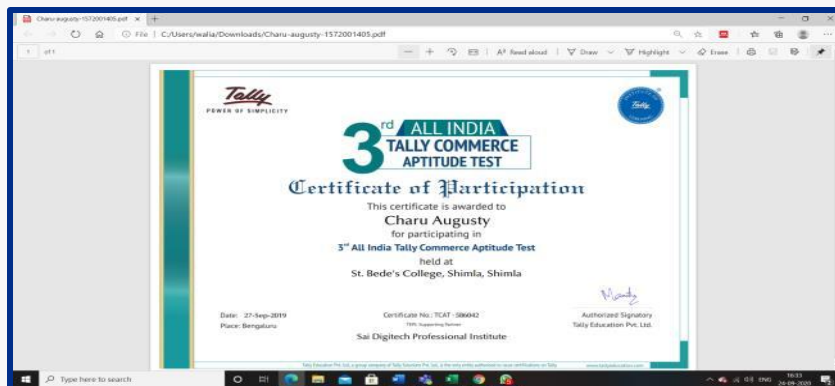 Charu-augusty-1572001405.pdf
File | C:/Users/walia/Downloads/Charu-augusty-1572001405.pdf
1 of 1
Read aloud
Draw
Highlight
Erase
Tally
POWER OF SIMPLICITY
3rd ALL INDIA
TALLY COMMERCE
APTITUDE TEST
Certificate of Participation
This certificate is awarded to
Charu Augusty
for participating in
3rd All India Tally Commerce Aptitude Test
held at
St. Bede's College, Shimla, Shimla
Date: 27-Sep-2019
Place: Bengaluru
Certificate No.: TCAT - 586042
Sai Digitech Professional Institute
Authorized Signatory
Tally Education Pvt. Ltd.
www.tallyeducation.com
Type here to search
ENG
16:33
24-09-2020